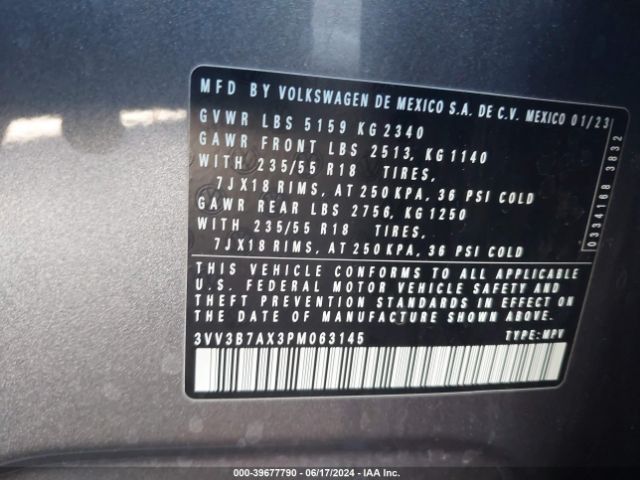 MFD BY VOLKSWAGEN DE MEXICO S.A. DE C.V. MEXICO 01/23
GVWR LBS 5159 KG 2340
GAWR FRONT LBS 2513, KG 1140
WITH 235/55 R18 TIRES,
7JX18 RIMS, AT 250 KPA, 36 PSI COLD
GAWR REAR LBS 2756, KG 1250
WITH 235/55 R18 TIRES,
7JX18 RIMS, AT 250 KPA, 36 PSI COLD
0334168 3832
THIS VEHICLE CONFORMS TO ALL APPLICABLE
U.S. FEDERAL MOTOR VEHICLE SAFETY AND
THEFT PREVENTION STANDARDS IN EFFECT ON
THE DATE OF MANUFACTURE SHOWN ABOVE.
3VV3B7AX3PM063145 TYPE: MPV
000-39677790 - 06/17/2024 - IAA Inc.